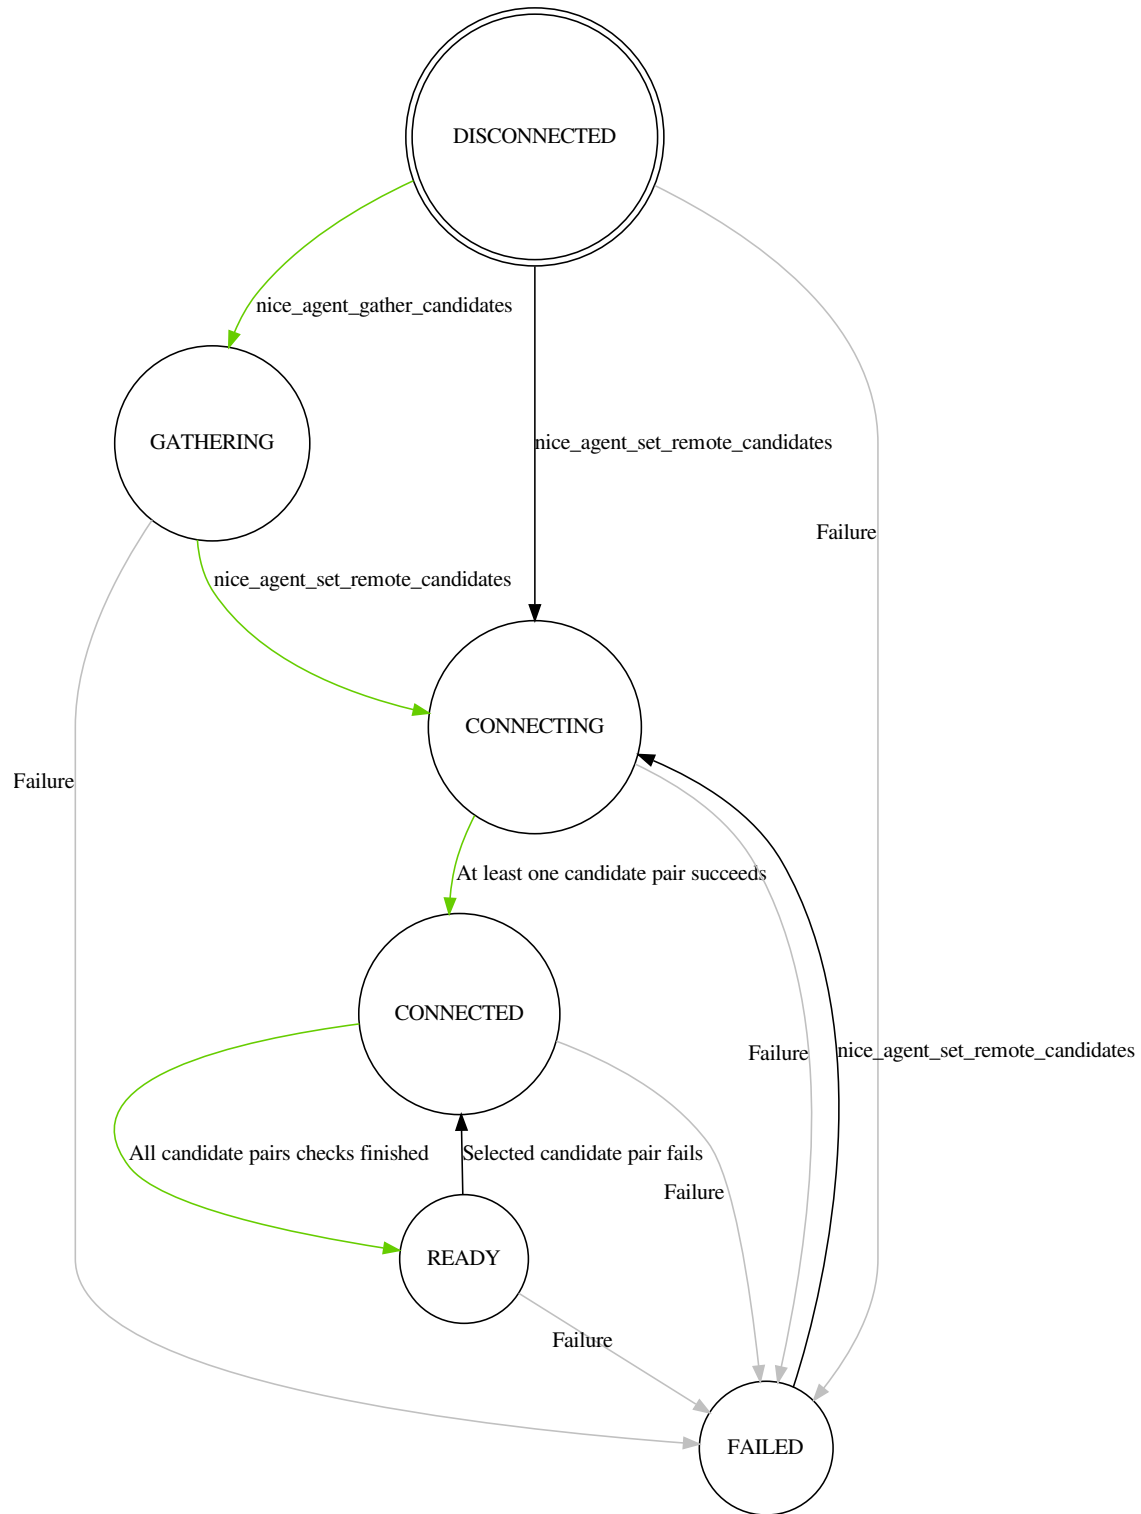 DISCONNECTED
nice_agent_gather_candidates
GATHERING
nice_agent_set_remote_candidates
Failure
nice_agent_set_remote_candidates
CONNECTING
Failure
At least one candidate pair succeeds
CONNECTED
Failure
nice_agent_set_remote_candidates
All candidate pairs checks finished
Selected candidate pair fails
Failure
READY
Failure
FAILED